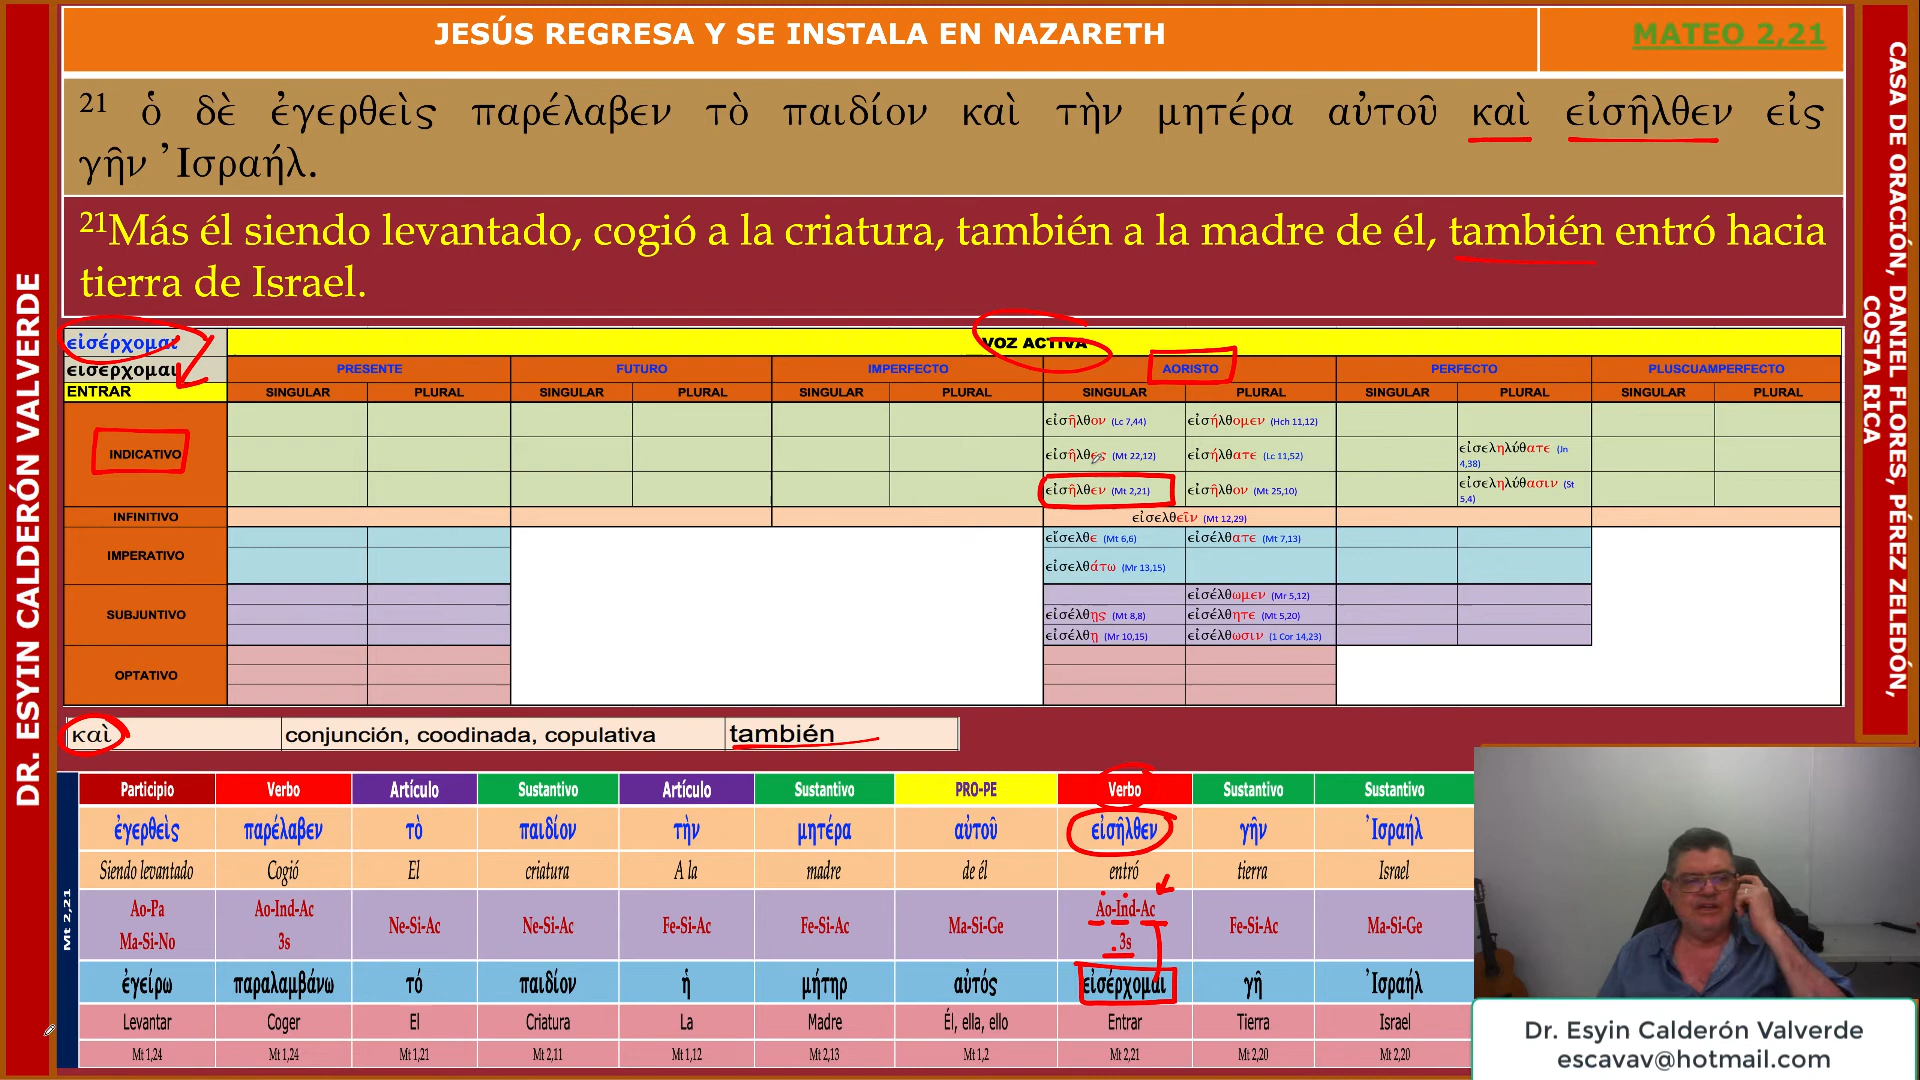 JESÚS REGRESA Y SE INSTALA EN NAZARETH
MATEO 2,21
21 ὁ δὲ ἐγερθεὶς παρέλαβεν τὸ παιδίον καὶ τὴν μητέρα αὐτοῦ καὶ εἰσῆλθεν εἰς
γῆν Ἰσραήλ.
21Más él siendo levantado, cogió a la criatura, también a la madre de él, también entró hacia
tierra de Israel.
DR. ESYIN CALDERÓN VALVERDE
CASA DE ORACIÓN, DANIEL FLORES, PÉREZ ZELEDÓN,
COSTA RICA
εἰσέρχομαι VOZ ACTIVA
εισέρχομαι PRESENTE FUTURO IMPERFECTO AORISTO PERFECTO PLUSCUAMPERFECTO
ENTRAR SINGULAR PLURAL SINGULAR PLURAL SINGULAR PLURAL SINGULAR PLURAL SINGULAR PLURAL SINGULAR PLURAL
INDICATIVO
εἰσῆλθον (Lc 7,44) εἰσήλθομεν (Hch 11,12)
εἰσῆλθες (Mt 22,12) εἰσήλθατε (Lc 11,52) εἰσεληλύθατε (Jn 4,38)
εἰσῆλθεν (Mt 2,21) εἰσῆλθον (Mt 25,10) εἰσεληλύθασιν (St 5,4)
INFINITIVO εἰσελθεῖν (Mt 12,29)
IMPERATIVO
εἴσελθε (Mt 6,6) εἰσέλθατε (Mt 7,13)
εἰσελθάτω (Mr 13,15)
SUBJUNTIVO
εἰσέλθωμεν (Mr 5,12)
εἰσέλθῃς (Mt 8,8) εἰσέλθητε (Mt 5,20)
εἰσέλθῃ (Mr 10,15) εἰσέλθωσιν (1 Cor 14,23)
OPTATIVO
καὶ conjunción, coodinada, copulativa también
Mt 2,21
Participio Verbo Artículo Sustantivo Artículo Sustantivo PRO-PE Verbo Sustantivo Sustantivo
ἐγερθεὶς παρέλαβεν τὸ παιδίον τὴν μητέρα αὐτοῦ εἰσῆλθεν γῆν Ἰσραήλ
Siendo levantado Cogió El criatura A la madre de él entró tierra Israel
Ao-Pa Ao-Ind-Ac Ne-Si-Ac Ne-Si-Ac Fe-Si-Ac Fe-Si-Ac Ma-Si-Ge Ao-Ind-Ac Fe-Si-Ac Ma-Si-Ge
Ma-Si-No 3s 3s
ἐγείρω παραλαμβάνω τό παιδίον ἡ μήτηρ αὐτός εἰσέρχομαι γῆ Ἰσραήλ
Levantar Coger El Criatura La Madre Él, ella, ello Entrar Tierra Israel
Mt 1,24 Mt 1,24 Mt 1,21 Mt 2,11 Mt 1,12 Mt 2,13 Mt 1,2 Mt 2,21 Mt 2,20 Mt 2,20
Dr. Esyin Calderón Valverde
escavav@hotmail.com